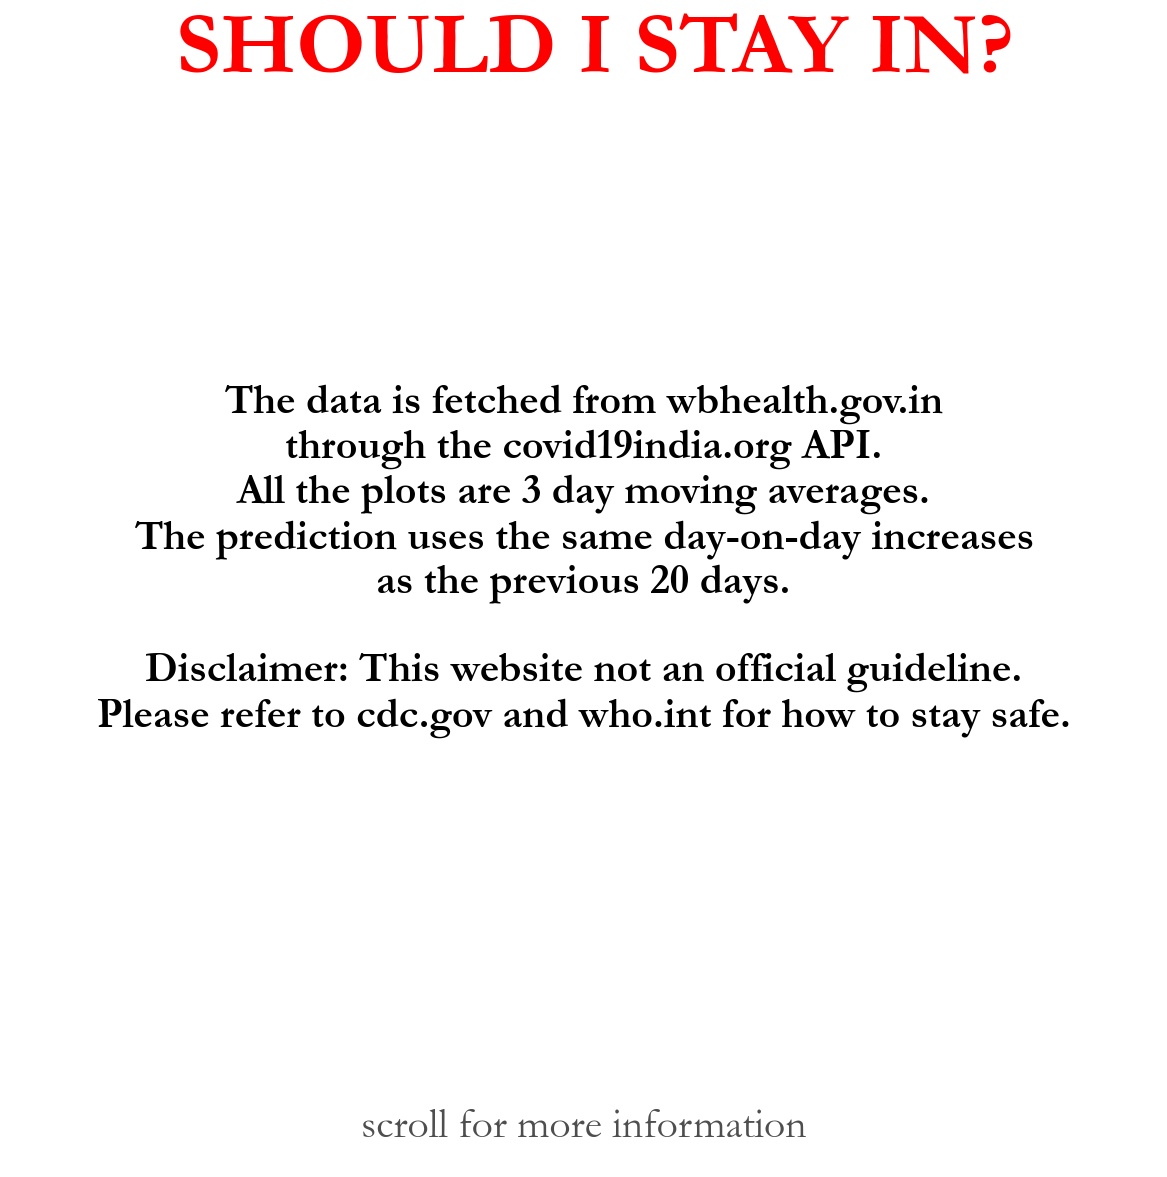 SHOULD I STAY IN?
The data is fetched from wbhealth.gov.in
through the covid19india.org API.
All the plots are 3 day moving averages.
The prediction uses the same day-on-day increases
as the previous 20 days.
Disclaimer: This website not an official guideline.
Please refer to cdc.gov and who.int for how to stay safe.
scroll for more information